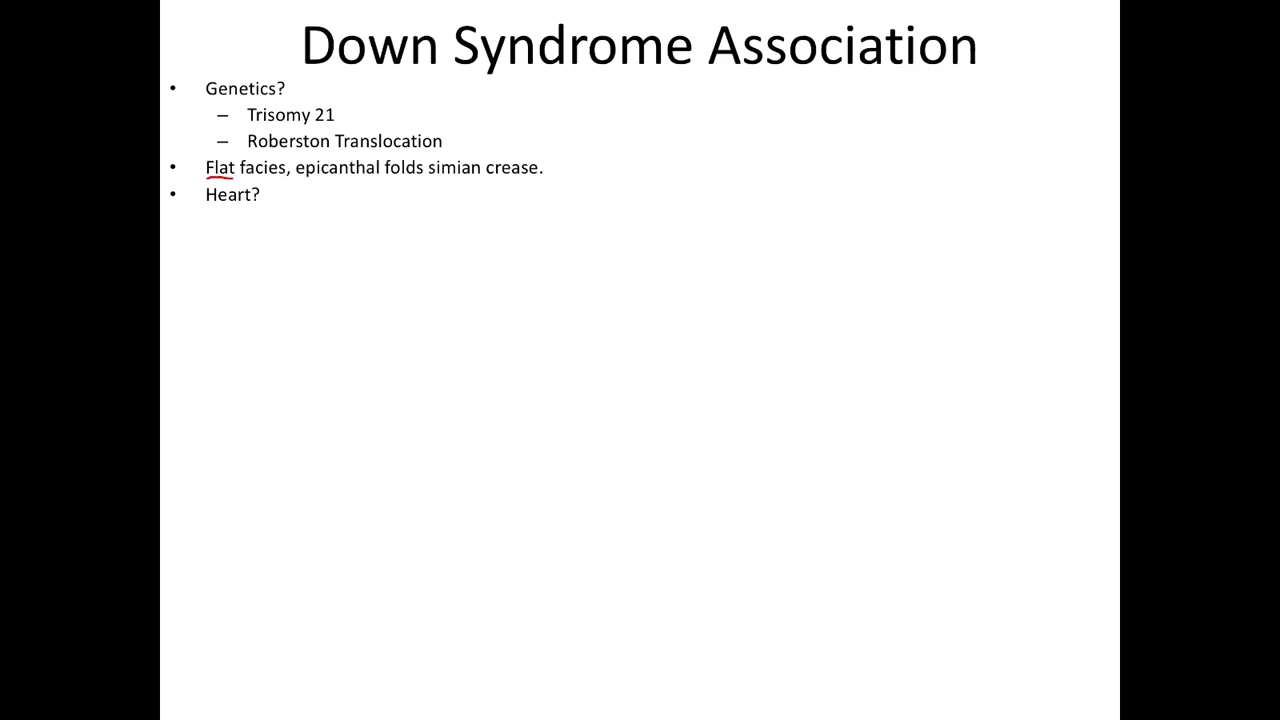 Down Syndrome Association
• Genetics?
– Trisomy 21
– Roberston Translocation
• Flat facies, epicanthal folds simian crease.
• Heart?